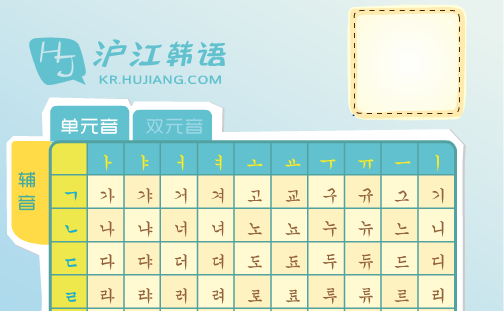 HJ 沪江韩语
KR.HUJIANG.COM
单元音 双元音
辅音
ㅏ ㅑ ㅓ ㅕ ㅗ ㅛ ㅜ ㅠ ㅡ ㅣ
ㄱ 가 갸 거 겨 고 교 구 규 그 기
ㄴ 나 냐 너 녀 노 뇨 누 뉴 느 니
ㄷ 다 댜 더 뎌 도 됴 두 듀 드 디
ㄹ 라 랴 러 려 로 료 루 류 르 리